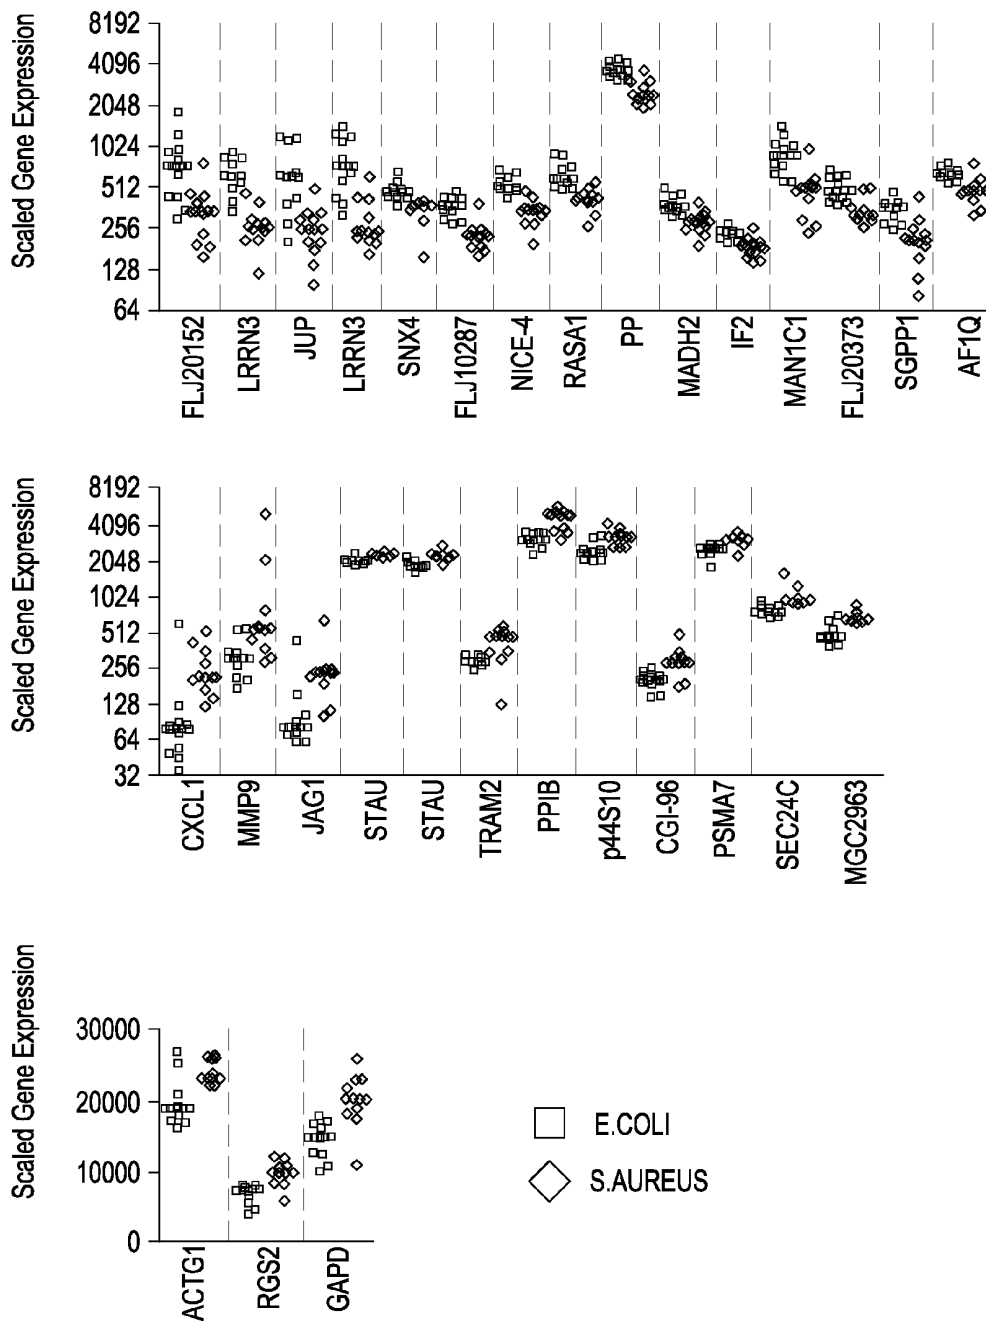 Scaled Gene Expression
8192
4096
2048
1024
512
256
128
64
FLJ20152
LRRN3
JUP
LRRN3
SNX4
FLJ10287
NICE-4
RASA1
PP
MADH2
IF2
MAN1C1
FLJ20373
SGPP1
AF1Q
Scaled Gene Expression
8192
4096
2048
1024
512
256
128
64
32
CXCL1
MMP9
JAG1
STAU
STAU
TRAM2
PPIB
p44S10
CGI-96
PSMA7
SEC24C
MGC2963
Scaled Gene Expression
30000
20000
10000
0
ACTG1
RGS2
GAPD
E.COLI
S.AUREUS